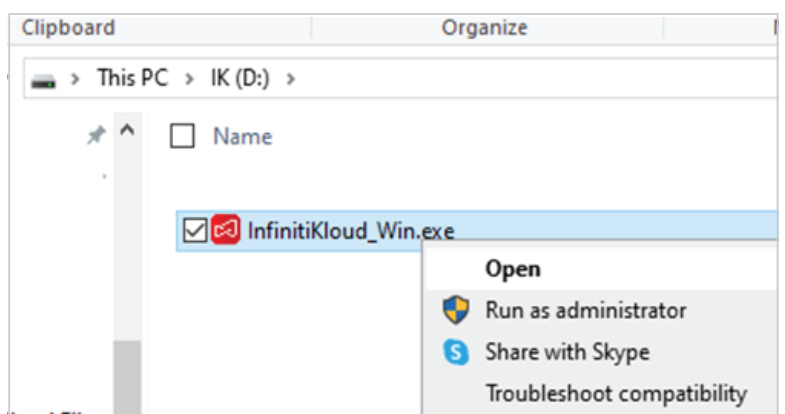 Clipboard Organize
This PC > IK (D:) >
Name
InfinitiKloud_Win.exe
Open
Run as administrator
Share with Skype
Troubleshoot compatibility